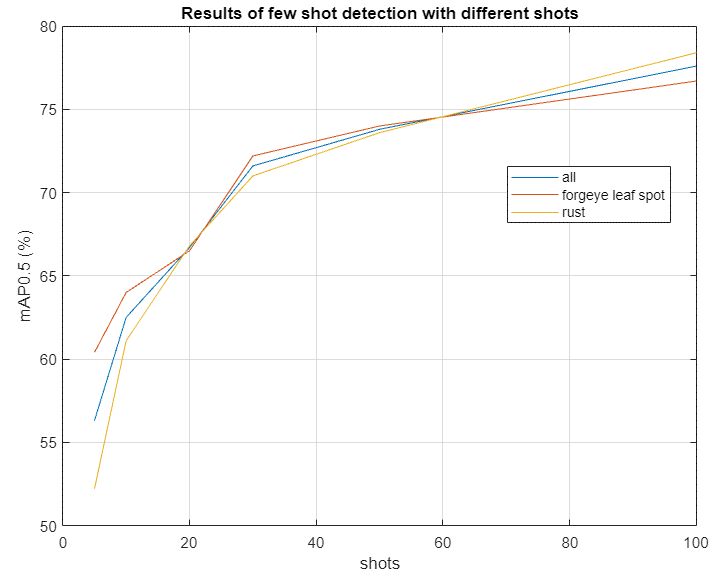 Results of few shot detection with different shots
80
75
70
65
60
55
50
mAP0.5 (%)
all
forgeye leaf spot
rust
0 20 40 60 80 100
shots